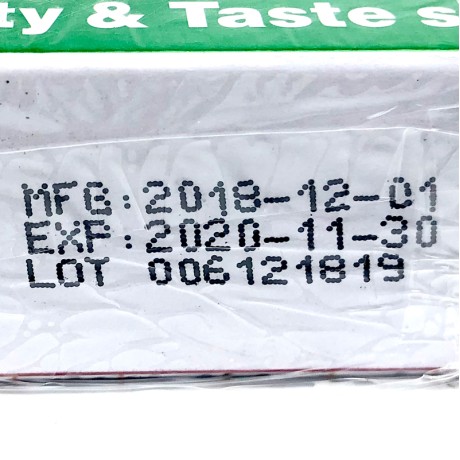 ty & Taste s
MFG:2018-12-01
EXP:2020-11-30
LOT 006121819